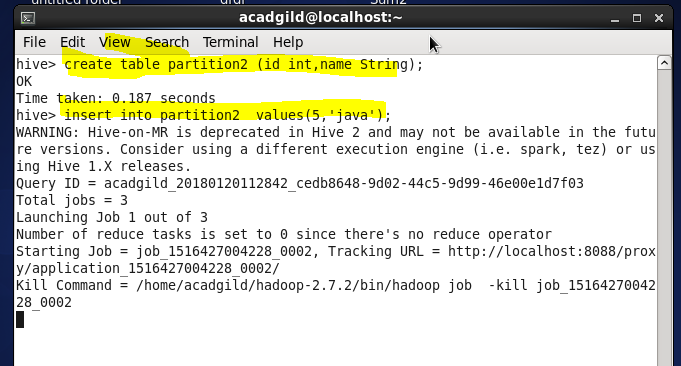 acadgild@localhost:~
File Edit View Search Terminal Help
hive> create table partition2 (id int,name String);
OK
Time taken: 0.187 seconds
hive> insert into partition2  values(5,'java');
WARNING: Hive-on-MR is deprecated in Hive 2 and may not be available in the futu
re versions. Consider using a different execution engine (i.e. spark, tez) or us
ing Hive 1.X releases.
Query ID = acadgild_20180120112842_cedb8648-9d02-44c5-9d99-46e00e1d7f03
Total jobs = 3
Launching Job 1 out of 3
Number of reduce tasks is set to 0 since there's no reduce operator
Starting Job = job_1516427004228_0002, Tracking URL = http://localhost:8088/prox
y/application_1516427004228_0002/
Kill Command = /home/acadgild/hadoop-2.7.2/bin/hadoop job  -kill job_15164270042
28_0002